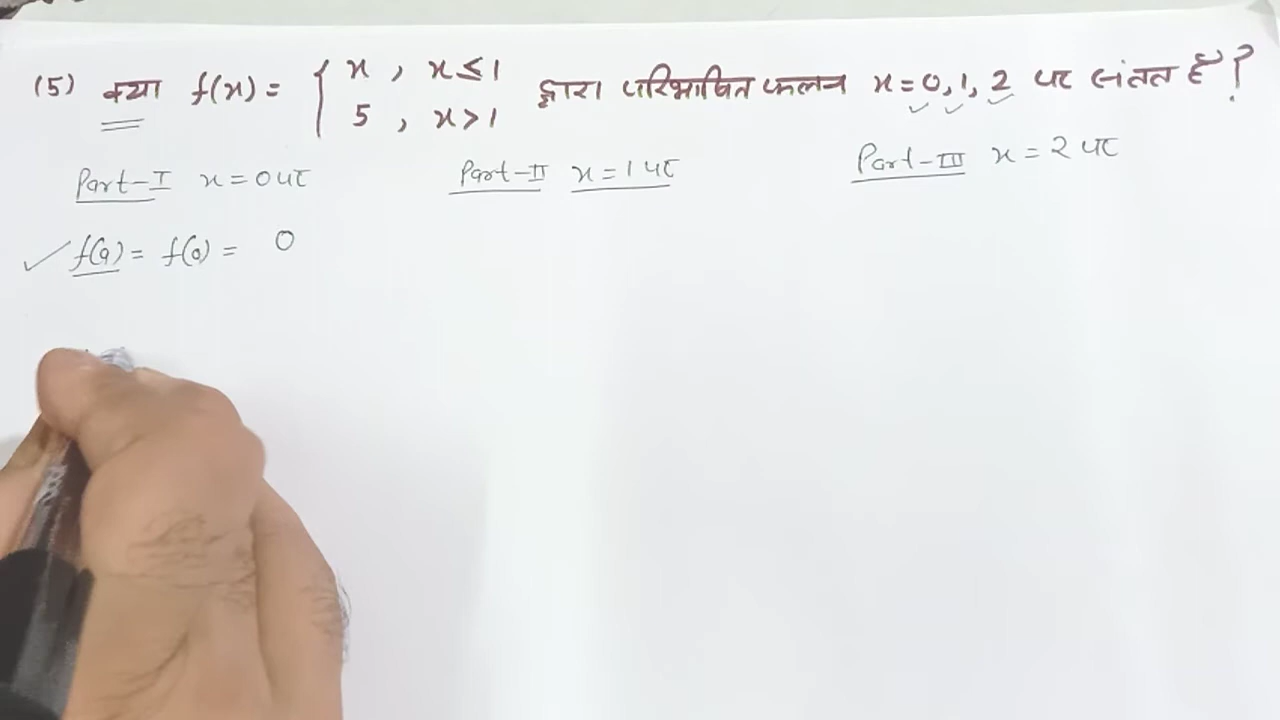 (5) क्या f(x) = { x , x ≤ 1 द्वारा परिभाषित फलन x = 0, 1, 2 पर संतत है ?
5 , x > 1
Part-I x = 0 पर
Part-II x = 1 पर
Part-III x = 2 पर
f(a) = f(0) = 0